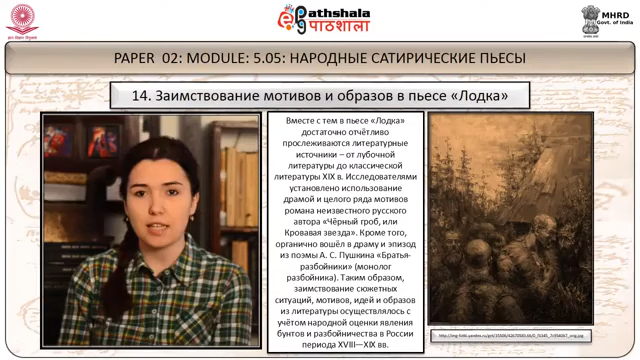 ePathshala
पाठशाला
MHRD
Govt. of India
PAPER 02: MODULE: 5.05: НАРОДНЫЕ САТИРИЧЕСКИЕ ПЬЕСЫ
14. Заимствование мотивов и образов в пьесе «Лодка»
Вместе с тем в пьесе «Лодка»
достаточно отчётливо
прослеживаются литературные
источники – от лубочной
литературы до классической
литературы XIX в. Исследователями
установлено использование
драмой и целого ряда мотивов
романа неизвестного русского
автора «Чёрный гроб, или
Кровавая звезда». Кроме того,
органично вошёл в драму и эпизод
из поэмы А. С. Пушкина «Братья-
разбойники» (монолог
разбойника). Таким образом,
заимствование сюжетных
ситуаций, мотивов, идей и образов
из литературы осуществлялось с
учётом народной оценки явления
бунтов и разбойничества в России
периода XVIII—XIX вв.